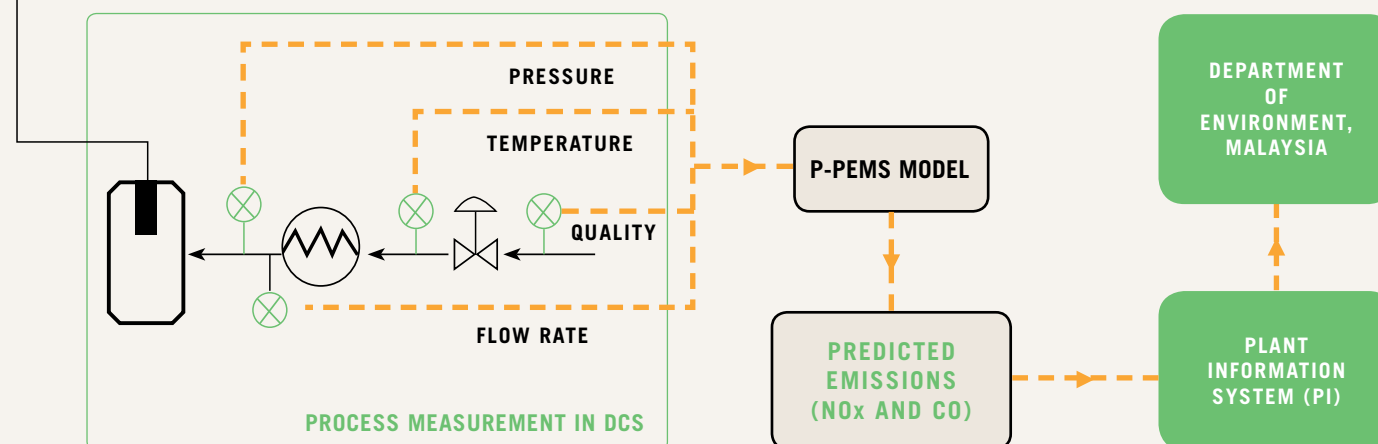 PRESSURE
TEMPERATURE
QUALITY
FLOW RATE
PROCESS MEASUREMENT IN DCS
P-PEMS MODEL
PREDICTED
EMISSIONS
(NOx AND CO)
DEPARTMENT
OF
ENVIRONMENT,
MALAYSIA
PLANT
INFORMATION
SYSTEM (PI)